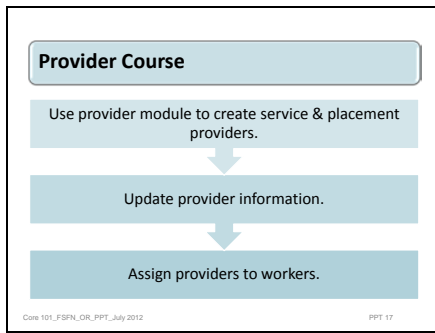 Provider Course
Use provider module to create service & placement
providers.
Update provider information.
Assign providers to workers.
Core 101_FSFN_OR_PPT_July 2012
PPT 17